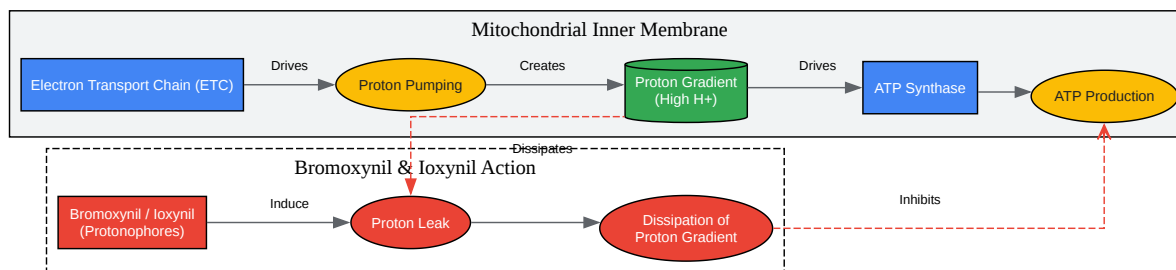 Mitochondrial Inner Membrane
Electron Transport Chain (ETC)
Drives
Proton Pumping
Creates
Proton Gradient
(High H+)
Drives
ATP Synthase
ATP Production
Dissipates
Bromoxynil & Ioxynil Action
Bromoxynil / Ioxynil
(Protonophores)
Induce
Proton Leak
Dissipation of
Proton Gradient
Inhibits